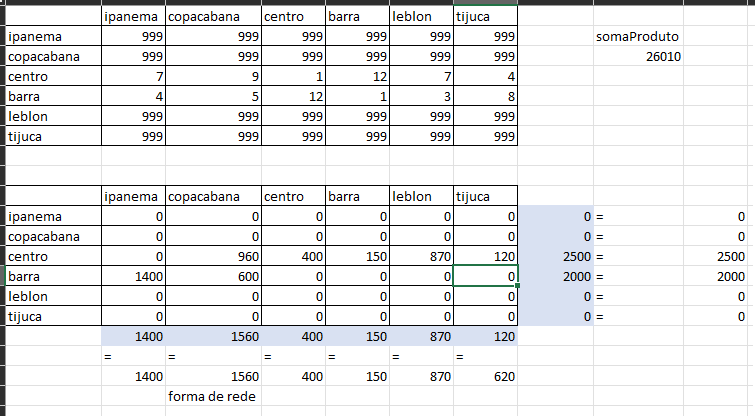 ipanema copacabana centro barra leblon tijuca
ipanema 999 999 999 999 999 999 somaProduto
copacabana 999 999 999 999 999 999 26010
centro 7 9 1 12 7 4
barra 4 5 12 1 3 8
leblon 999 999 999 999 999 999
tijuca 999 999 999 999 999 999
ipanema copacabana centro barra leblon tijuca
ipanema 0 0 0 0 0 0 0 = 0
copacabana 0 0 0 0 0 0 0 = 0
centro 0 960 400 150 870 120 2500 = 2500
barra 1400 600 0 0 0 0 2000 = 2000
leblon 0 0 0 0 0 0 0 = 0
tijuca 0 0 0 0 0 0 0 = 0
1400 1560 400 150 870 120
= = = = = =
1400 1560 400 150 870 620
forma de rede